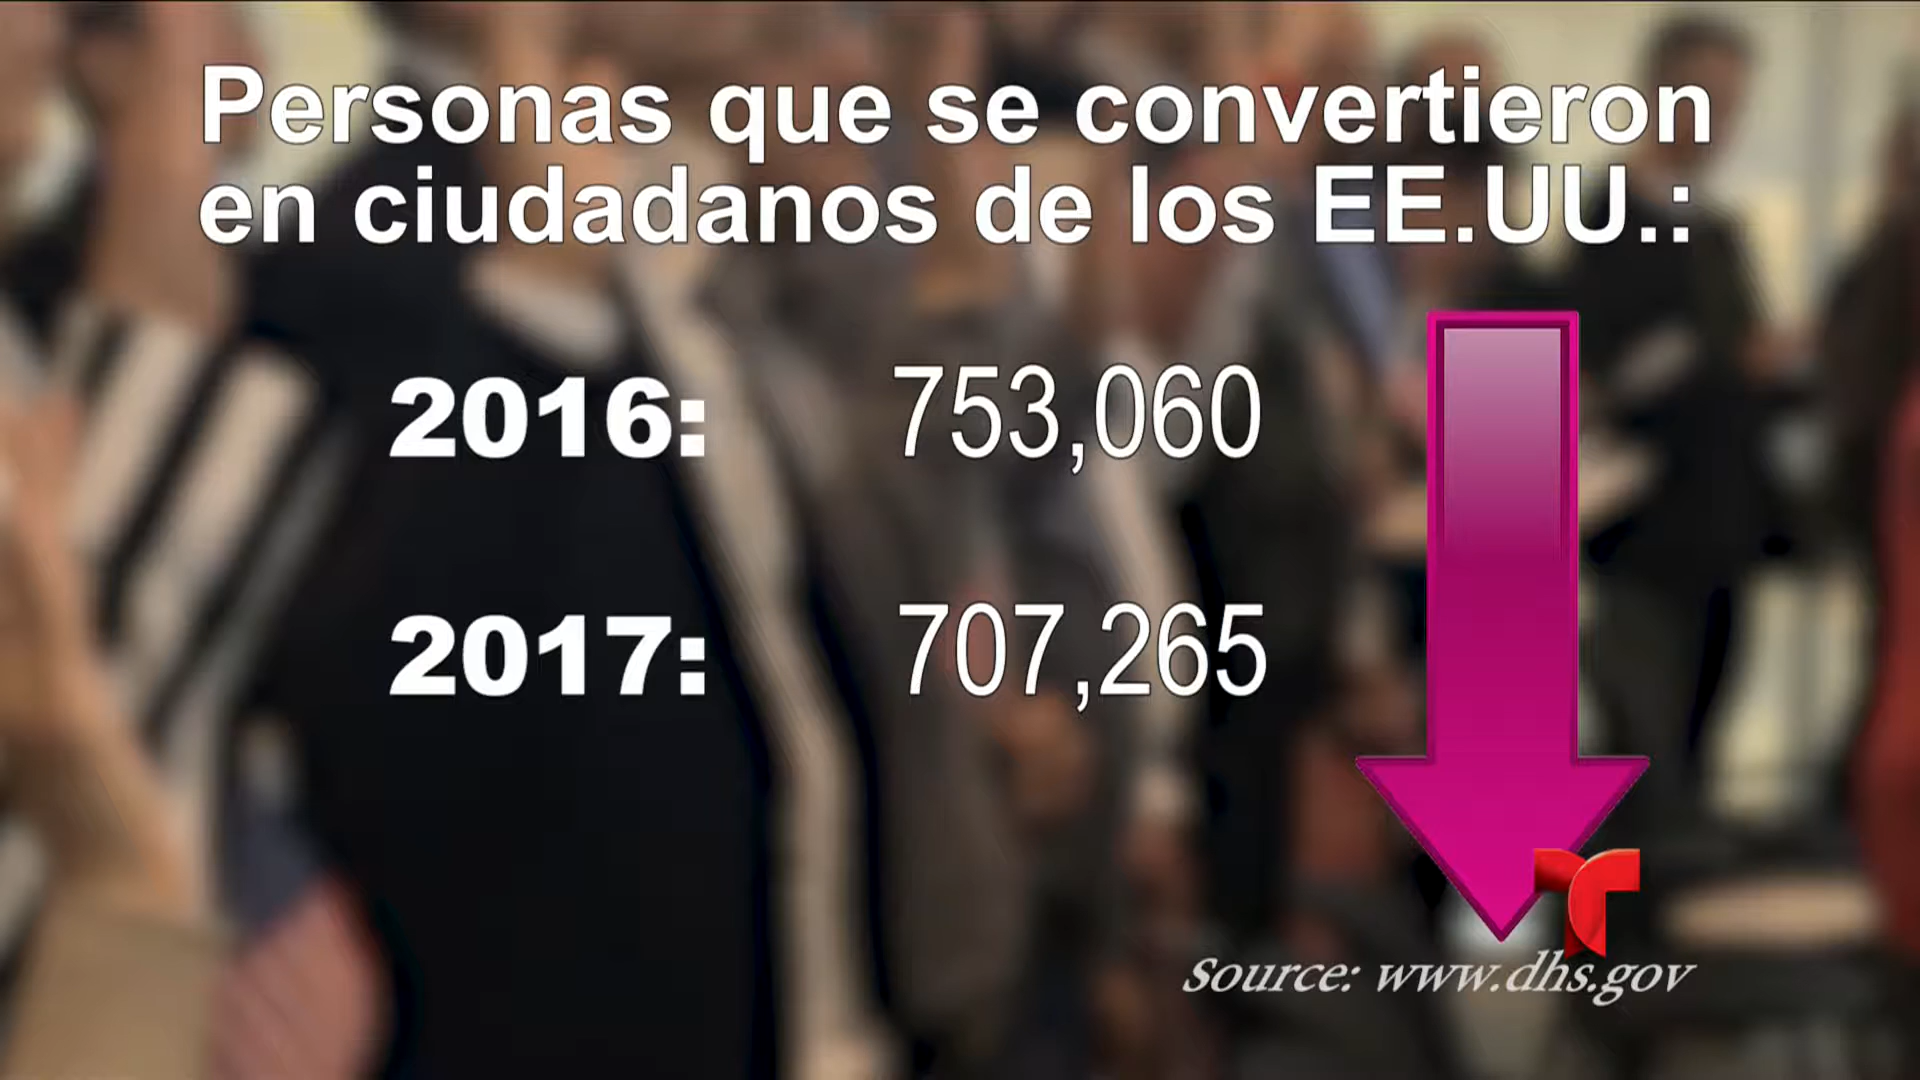 Personas que se convertieron
en ciudadanos de los EE.UU.:
2016: 753,060
2017: 707,265
Source: www.dhs.gov